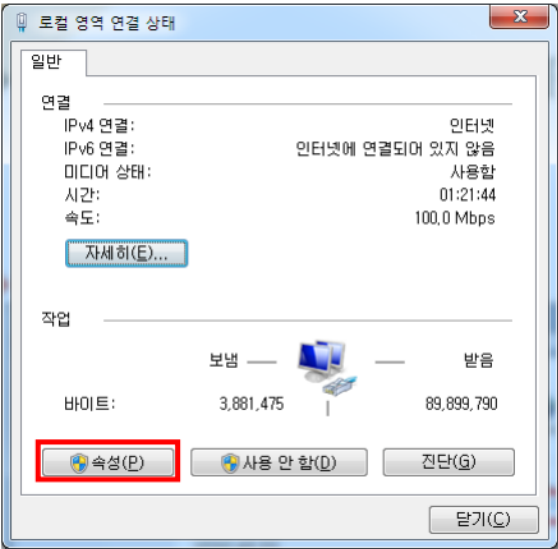 로컬 영역 연결 상태
일반
연결
IPv4 연결: 인터넷
IPv6 연결: 인터넷에 연결되어 있지 않음
미디어 상태: 사용함
시간: 01:21:44
속도: 100,0 Mbps
자세히(E)...
작업
보냄 받음
바이트: 3,881,475 89,899,790
속성(P) 사용 안 함(D) 진단(G)
닫기(C)